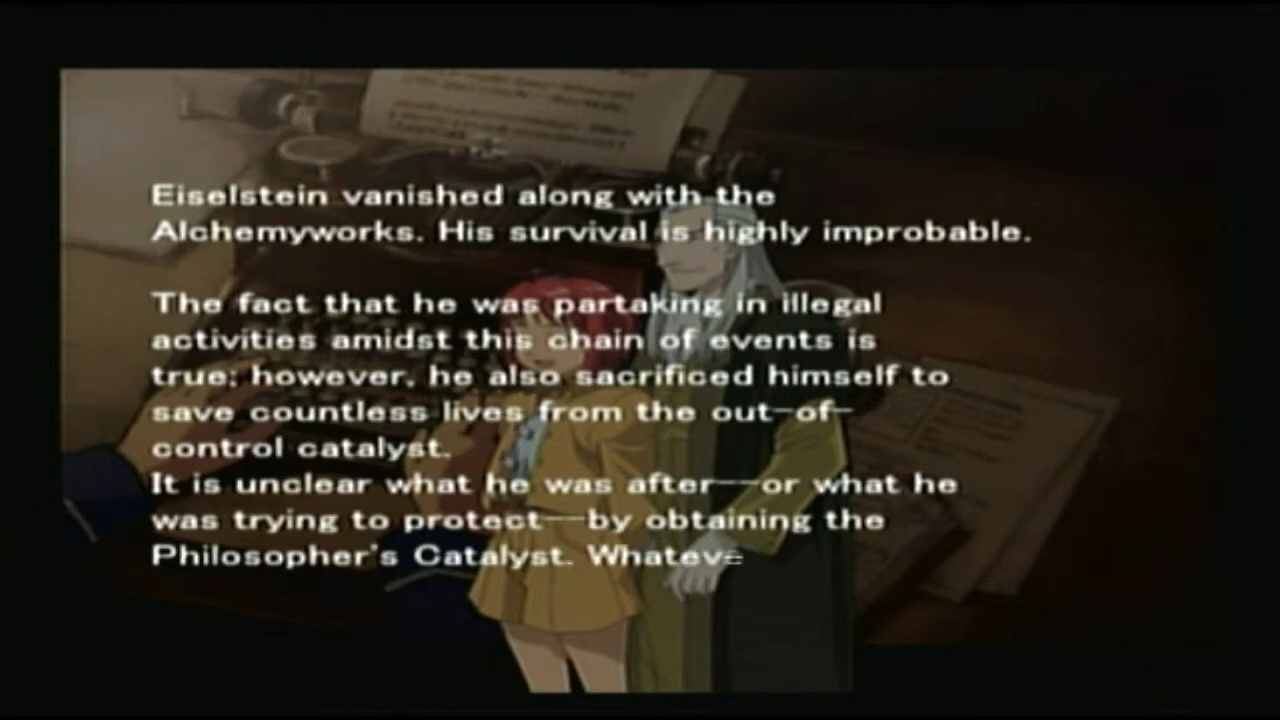 Eiselstein vanished along with the
Alchemyworks. His survival is highly improbable.
The fact that he was partaking in illegal
activities amidst this chain of events is
true; however, he also sacrificed himself to
save countless lives from the out-of-
control catalyst.
It is unclear what he was after--or what he
was trying to protect--by obtaining the
Philosopher's Catalyst. Whateve